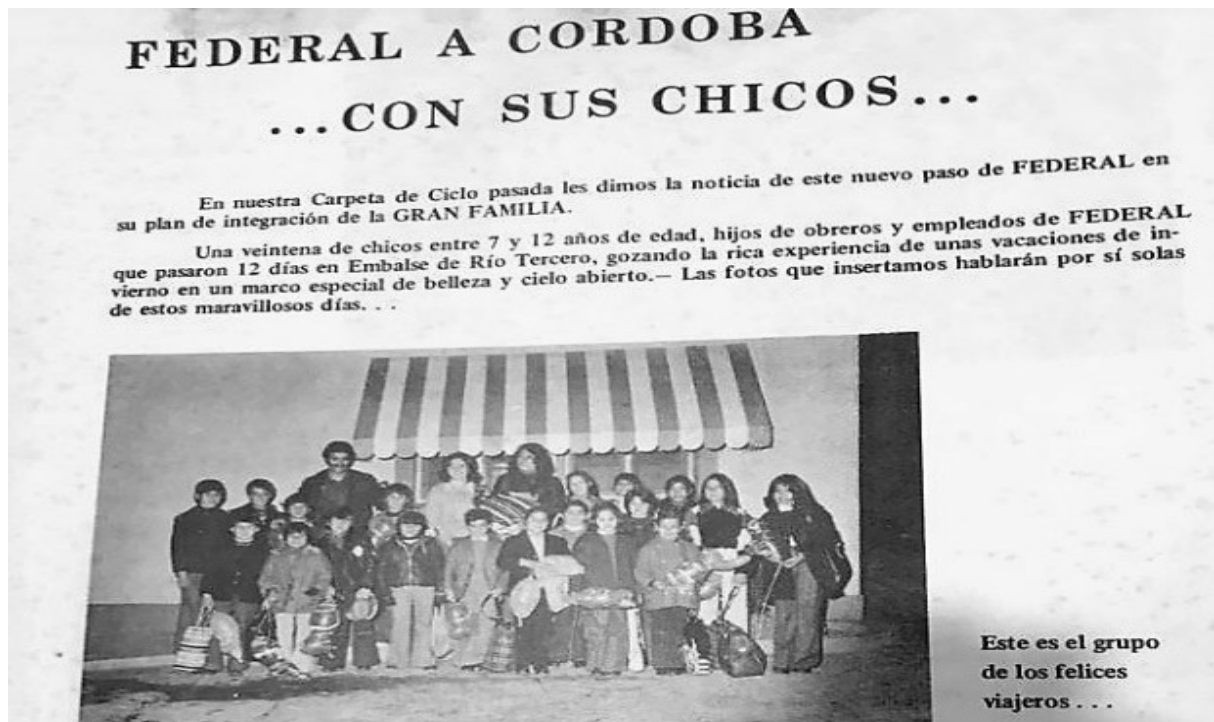 FEDERAL A CORDOBA
...CON SUS CHICOS...
En nuestra Carpeta de Ciclo pasada les dimos la noticia de este nuevo paso de FEDERAL en
su plan de integración de la GRAN FAMILIA.
Una veintena de chicos entre 7 y 12 años de edad, hijos de obreros y empleados de FEDERAL
que pasaron 12 días en Embalse de Río Tercero, gozando la rica experiencia de unas vacaciones de in-
vierno en un marco especial de belleza y cielo abierto.— Las fotos que insertamos hablarán por sí solas
de estos maravillosos días. . .
Este es el grupo
de los felices
viajeros . . .